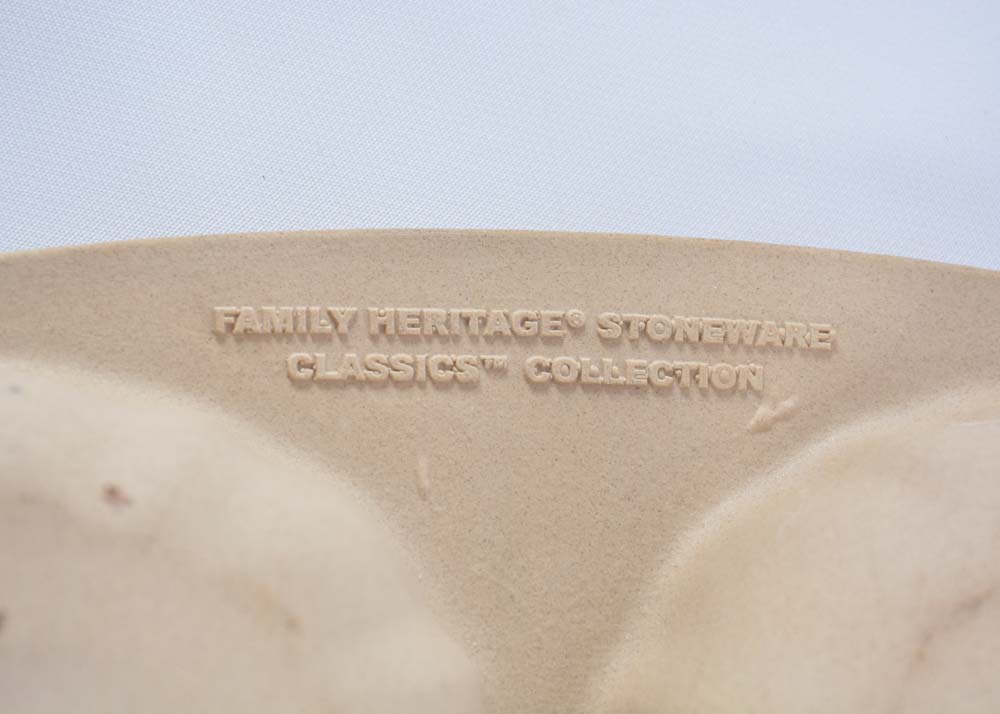 FAMILY HERITAGE® STONEWARE
CLASSICS™ COLLECTION